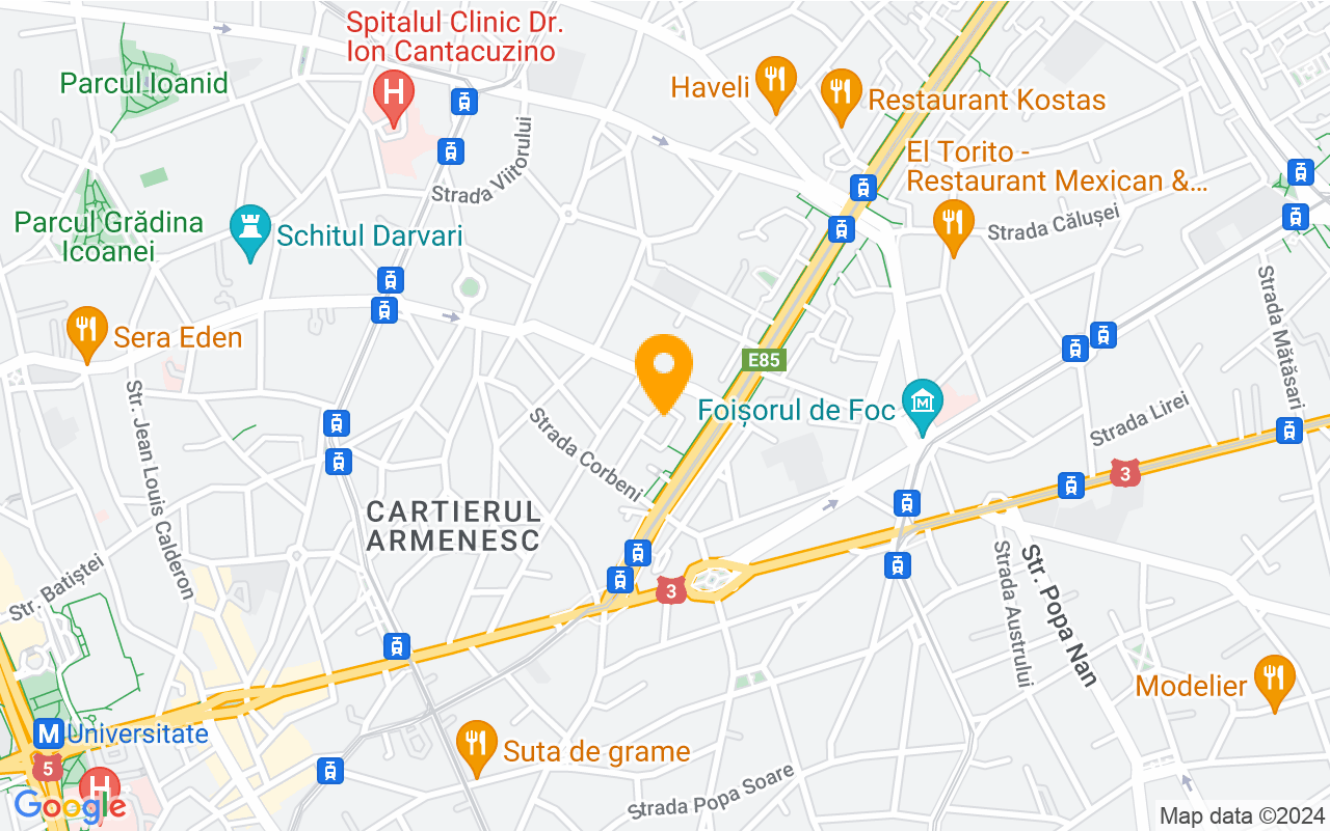 Spitalul Clinic Dr.
Ion Cantacuzino
Parcul Ioanid
H
Haveli
Restaurant Kostas
Strada Viitorului
El Torito -
Restaurant Mexican &...
Parcul Grădina
Icoanei
Schitul Darvari
Strada Călușei
Sera Eden
Strada Mătăsari
E85
Foișorul de Foc
M
Str. Jean Louis Calderon
Strada Corbeni
Strada Lirei
3
CARTIERUL
ARMENESC
Str. Batiștei
3
Strada Austrului
Str. Popa Nan
Modelier
M Universitate
Suta de grame
5
H
Strada Popa Soare
Google
Map data ©2024